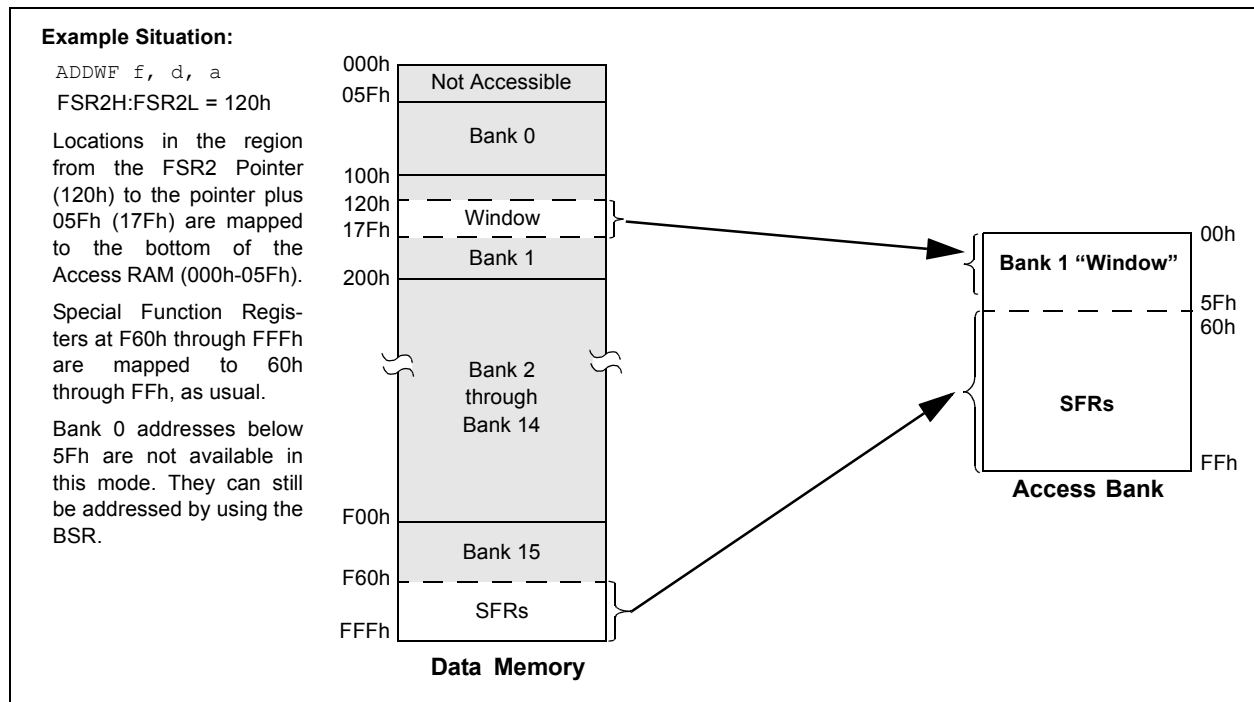 Example Situation:
ADDWF f, d, a
FSR2H:FSR2L = 120h
Locations in the region
from the FSR2 Pointer
(120h) to the pointer plus
05Fh (17Fh) are mapped
to the bottom of the
Access RAM (000h-05Fh).
Special Function Regis-
ters at F60h through FFFh
are mapped to 60h
through FFh, as usual.
Bank 0 addresses below
5Fh are not available in
this mode. They can still
be addressed by using the
BSR.
000h
Not Accessible
05Fh
Bank 0
100h
120h
Window
17Fh
Bank 1
200h
Bank 2
through
Bank 14
F00h
Bank 15
F60h
SFRs
FFFh
Data Memory
00h
Bank 1 “Window”
5Fh
60h
SFRs
FFh
Access Bank